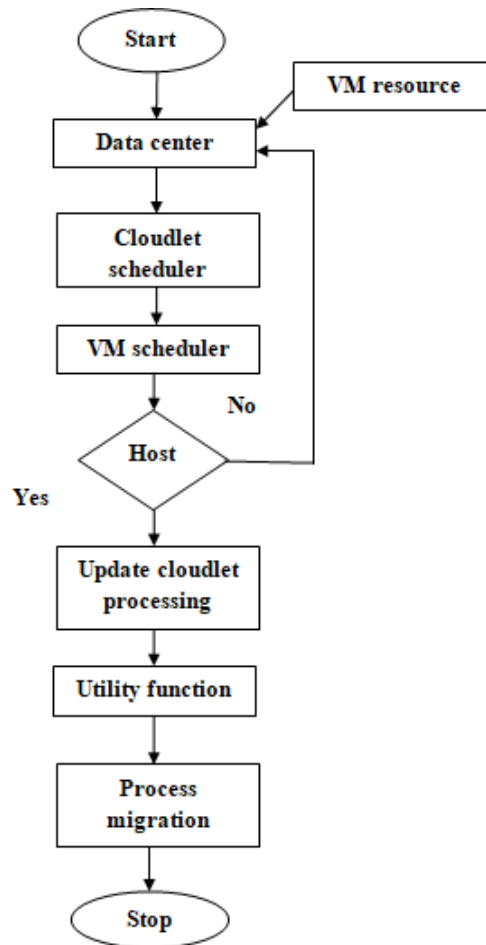 Start
VM resource
Data center
Cloudlet
scheduler
VM scheduler
No
Host
Yes
Update cloudlet
processing
Utility function
Process
migration
Stop